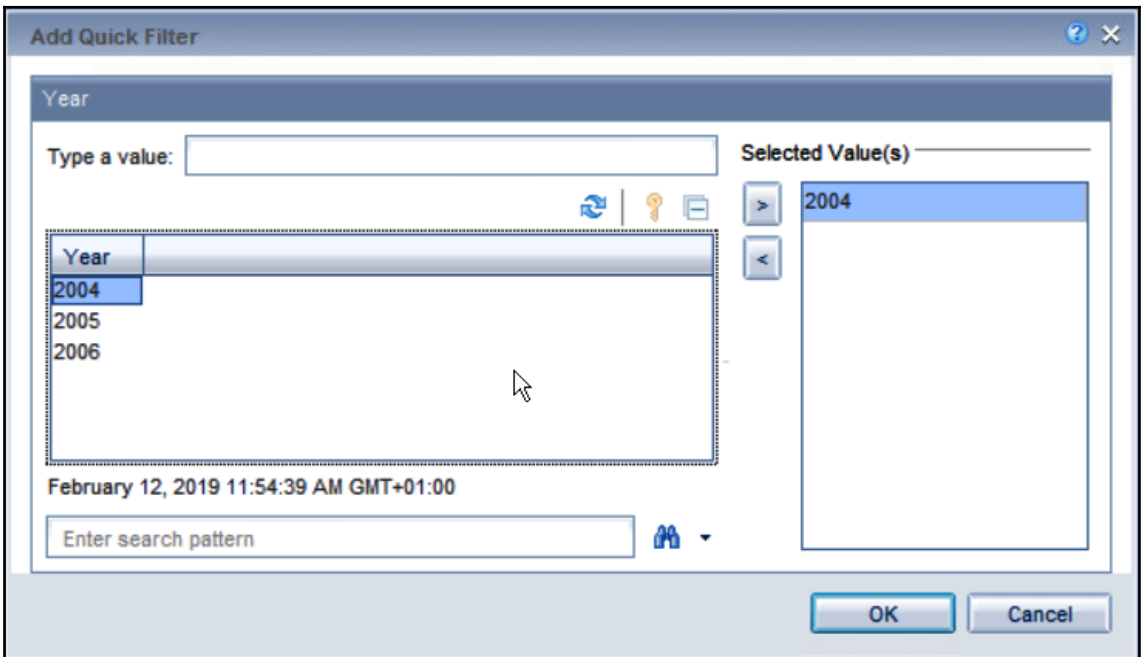 Add Quick Filter
Year
Type a value:
Selected Value(s)
>
2004
<
Year
2004
2005
2006
February 12, 2019 11:54:39 AM GMT+01:00
Enter search pattern
OK
Cancel